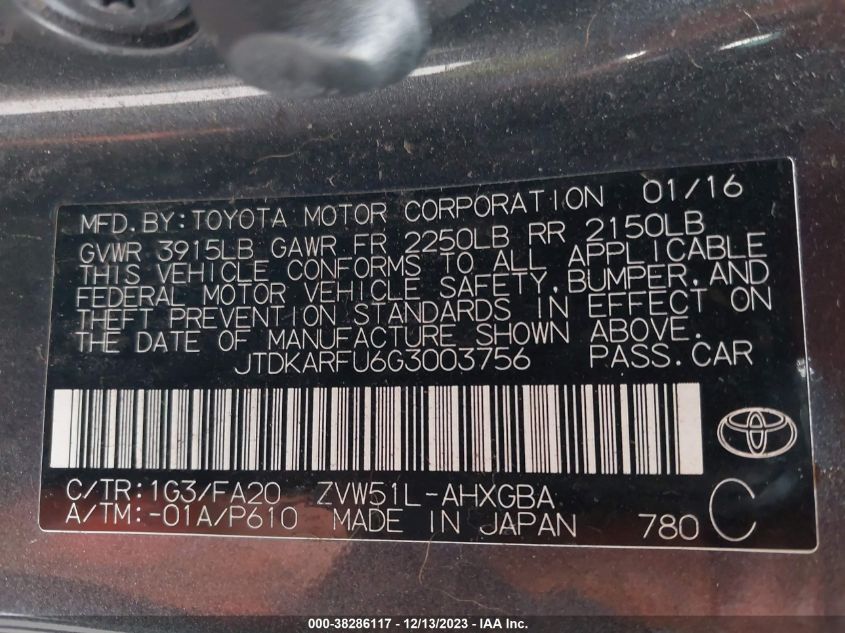 MFD.BY:TOYOTA MOTOR CORPORATION 01/16
GVWR 3915LB GAWR FR 2250LB RR 2150LB
THIS VEHICLE CONFORMS TO ALL APPLICABLE
FEDERAL MOTOR VEHICLE SAFETY,BUMPER,AND
THEFT PREVENTION STANDARDS IN EFFECT ON
THE DATE OF MANUFACTURE SHOWN ABOVE.
JTDKARFU6G3003756 PASS.CAR
C/TR:1G3/FA20 ZVW51L-AHXGBA
A/TM:-01A/P610 MADE IN JAPAN 780 C
000-38286117 - 12/13/2023 - IAA Inc.